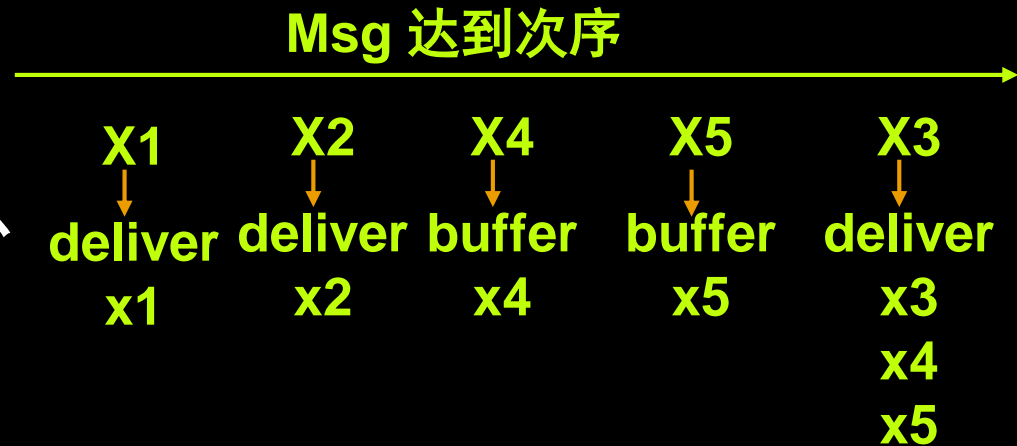 Msg 达到次序
X1 X2 X4 X5 X3
deliver deliver buffer buffer deliver
x1 x2 x4 x5 x3
x4
x5